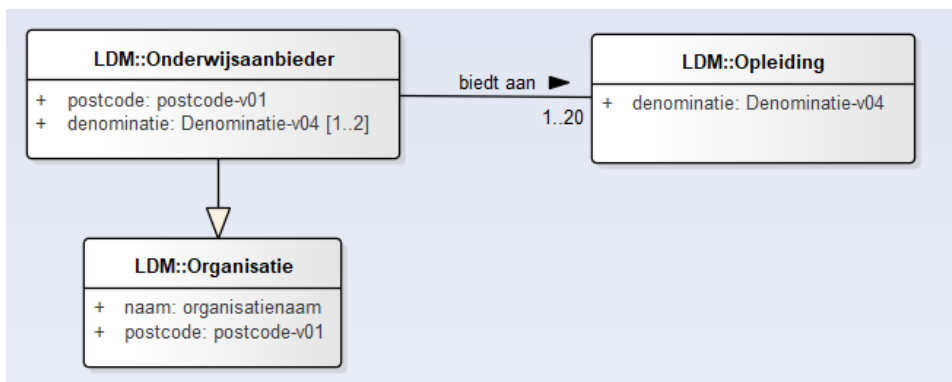 LDM::Onderwijsaanbieder
+ postcode: postcode-v01
+ denominatie: Denominatie-v04 [1..2]
biedt aan
1..20
LDM::Opleiding
+ denominatie: Denominatie-v04
LDM::Organisatie
+ naam: organisatienaam
+ postcode: postcode-v01